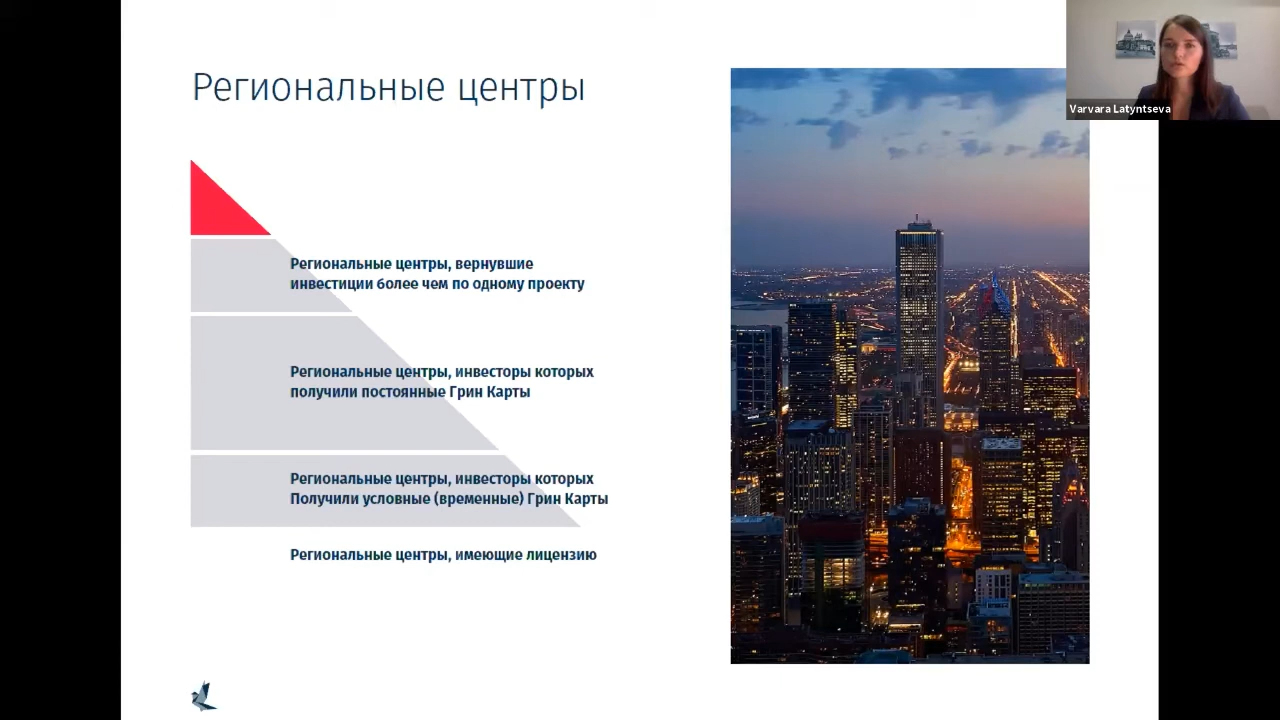 Региональные центры
Varvara Latyntseva
Региональные центры, вернувшие
инвестиции более чем по одному проекту
Региональные центры, инвесторы которых
получили постоянные Грин Карты
Региональные центры, инвесторы которых
Получили условные (временные) Грин Карты
Региональные центры, имеющие лицензию